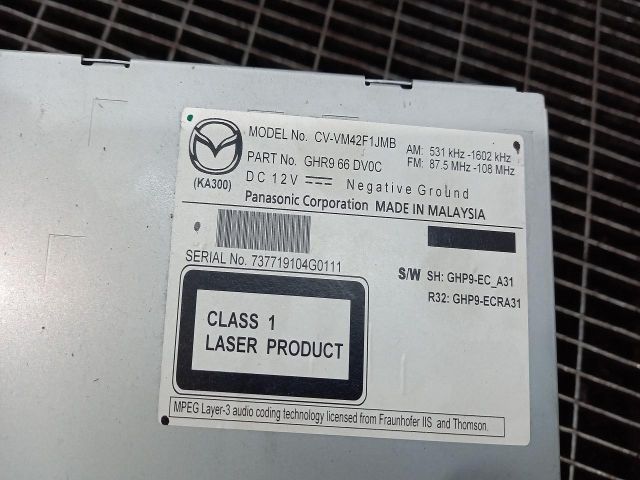 MODEL No. CV-VM42F1JMB AM: 531 kHz -1602 kHz
PART No. GHR9 66 DV0C FM: 87.5 MHz -108 MHz
(KA300) DC 12V Negative Ground
Panasonic Corporation MADE IN MALAYSIA
SERIAL No. 737719104G0111
S/W SH: GHP9-EC_A31
R32: GHP9-ECRA31
CLASS 1
LASER PRODUCT
MPEG Layer-3 audio coding technology licensed from Fraunhofer IIS and Thomson.